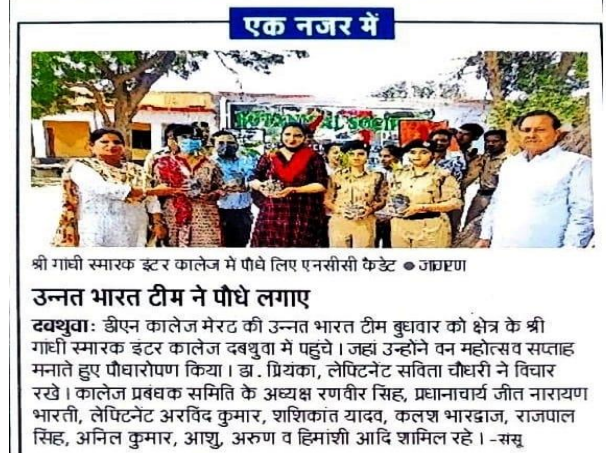 एक नजर में
BOTANICAL SOCIE
श्री गांधी स्मारक इंटर कालेज में पौधे लिए एनसीसी कैडेट ● जागरण
उन्नत भारत टीम ने पौधे लगाए
दबथुवा: डीएन कालेज मेरठ की उन्नत भारत टीम बुधवार को क्षेत्र के श्री
गांधी स्मारक इंटर कालेज दबथुवा में पहुंचे। जहां उन्होंने वन महोत्सव सप्ताह
मनाते हुए पौधारोपण किया। डा. प्रियंका, लेफ्टिनेंट सविता चौधरी ने विचार
रखे। कालेज प्रबंधक समिति के अध्यक्ष रणवीर सिंह, प्रधानाचार्य जीत नारायण
भारती, लेफ्टिनेंट अरविंद कुमार, शशिकांत यादव, कलश भारद्वाज, राजपाल
सिंह, अनिल कुमार, आशु, अरुण व हिमांशी आदि शामिल रहे। -संसू